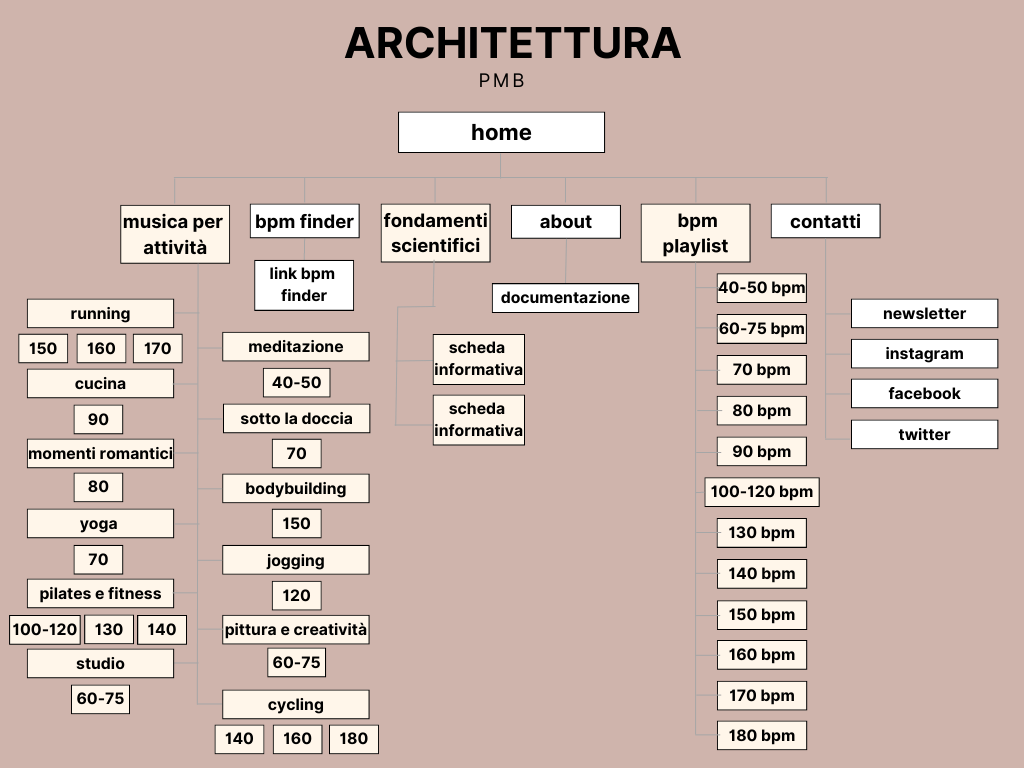 ARCHITETTURA
PMB
home
musica per
attività
bpm finder
fondamenti
scientifici
about
bpm
playlist
contatti
link bpm
finder
documentazione
running
150
160
170
cucina
90
momenti romantici
80
yoga
70
pilates e fitness
100-120
130
140
studio
60-75
meditazione
40-50
sotto la doccia
70
bodybuilding
150
jogging
120
pittura e creatività
60-75
cycling
140
160
180
scheda
informativa
scheda
informativa
40-50 bpm
60-75 bpm
70 bpm
80 bpm
90 bpm
100-120 bpm
130 bpm
140 bpm
150 bpm
160 bpm
170 bpm
180 bpm
newsletter
instagram
facebook
twitter